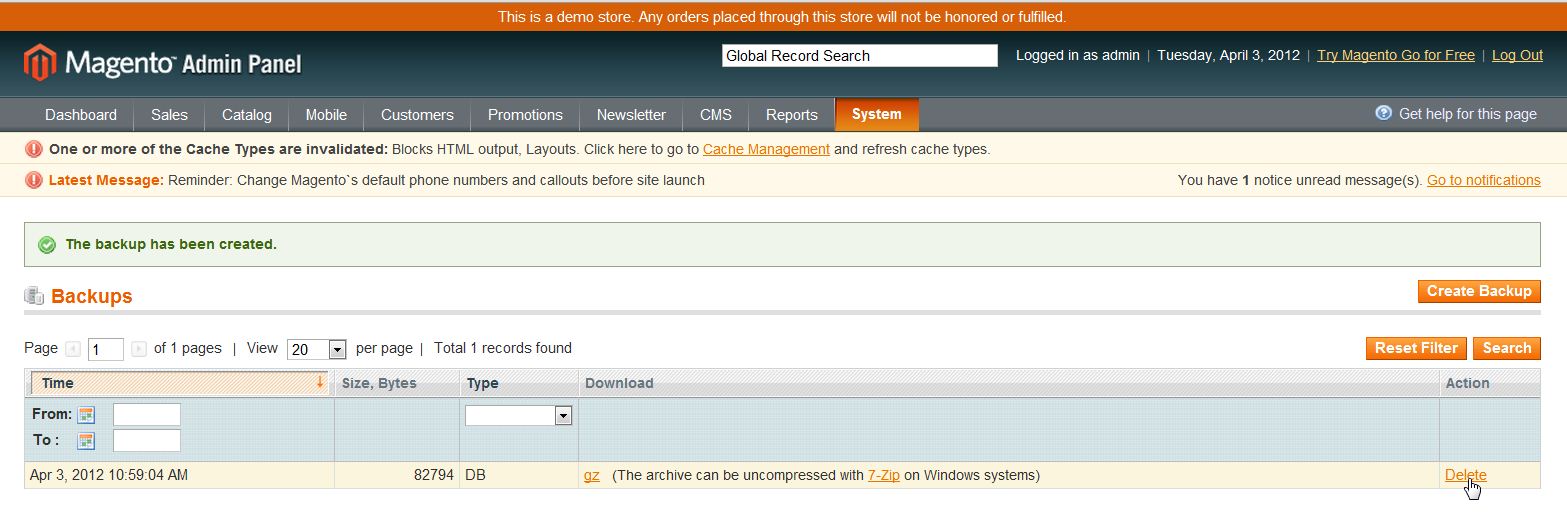 This is a demo store. Any orders placed through this store will not be honored or fulfilled.
Magento™ Admin Panel Global Record Search Logged in as admin | Tuesday, April 3, 2012 | Try Magento Go for Free | Log Out
Dashboard Sales Catalog Mobile Customers Promotions Newsletter CMS Reports System Get help for this page
One or more of the Cache Types are invalidated: Blocks HTML output, Layouts. Click here to go to Cache Management and refresh cache types.
Latest Message: Reminder: Change Magento`s default phone numbers and callouts before site launch You have 1 notice unread message(s). Go to notifications
The backup has been created.
Backups Create Backup
Page 1 of 1 pages | View 20 per page | Total 1 records found Reset Filter Search
Time Size, Bytes Type Download Action
From:
To :
Apr 3, 2012 10:59:04 AM 82794 DB gz (The archive can be uncompressed with 7-Zip on Windows systems) Delete